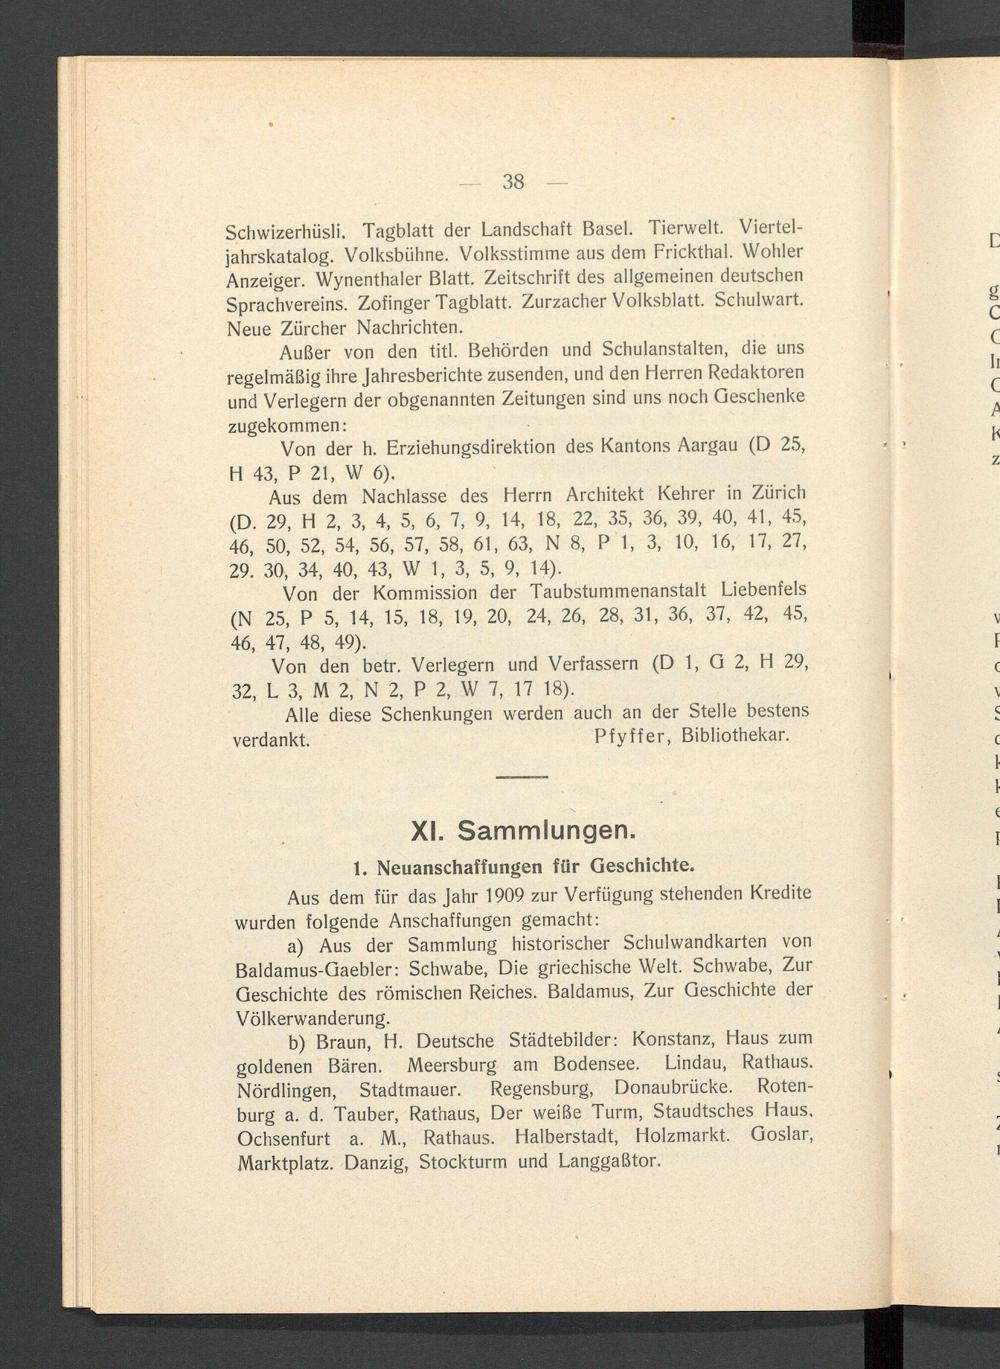 — 38 —
Schwizerhüsli. Tagblatt der Landschaft Basel. Tierwelt. Viertel-
jahrskatalog. Volksbühne. Volksstimme aus dem Frickthal. Wohler
Anzeiger. Wynenthaler Blatt. Zeitschrift des allgemeinen deutschen
Sprachvereins. Zofinger Tagblatt. Zurzacher Volksblatt. Schulwart.
Neue Zürcher Nachrichten.
Außer von den titl. Behörden und Schulanstalten, die uns
regelmäßig ihre Jahresberichte zusenden, und den Herren Redaktoren
und Verlegern der obgenannten Zeitungen sind uns noch Geschenke
zugekommen:
Von der h. Erziehungsdirektion des Kantons Aargau (D 25,
H 43, P 21, W 6).
Aus dem Nachlasse des Herrn Architekt Kehrer in Zürich
(D. 29, H 2, 3, 4, 5, 6, 7, 9, 14, 18, 22, 35, 36, 39, 40, 41, 45,
46, 50, 52, 54, 56, 57, 58, 61, 63, N 8, P 1, 3, 10, 16, 17, 27,
29. 30, 34, 40, 43, W 1, 3, 5, 9, 14).
Von der Kommission der Taubstummenanstalt Liebenfels
(N 25, P 5, 14, 15, 18, 19, 20, 24, 26, 28, 31, 36, 37, 42, 45,
46, 47, 48, 49).
Von den betr. Verlegern und Verfassern (D 1, G 2, H 29,
32, L 3, M 2, N 2, P 2, W 7, 17 18).
Alle diese Schenkungen werden auch an der Stelle bestens
verdankt. Pfyffer, Bibliothekar.
XI. Sammlungen.
1. Neuanschaffungen für Geschichte.
Aus dem für das Jahr 1909 zur Verfügung stehenden Kredite
wurden folgende Anschaffungen gemacht:
a) Aus der Sammlung historischer Schulwandkarten von
Baldamus-Gaebler: Schwabe, Die griechische Welt. Schwabe, Zur
Geschichte des römischen Reiches. Baldamus, Zur Geschichte der
Völkerwanderung.
b) Braun, H. Deutsche Städtebilder: Konstanz, Haus zum
goldenen Bären. Meersburg am Bodensee. Lindau, Rathaus.
Nördlingen, Stadtmauer. Regensburg, Donaubrücke. Roten-
burg a. d. Tauber, Rathaus, Der weiße Turm, Staudtsches Haus.
Ochsenfurt a. M., Rathaus. Halberstadt, Holzmarkt. Goslar,
Marktplatz. Danzig, Stockturm und Langgaßtor.